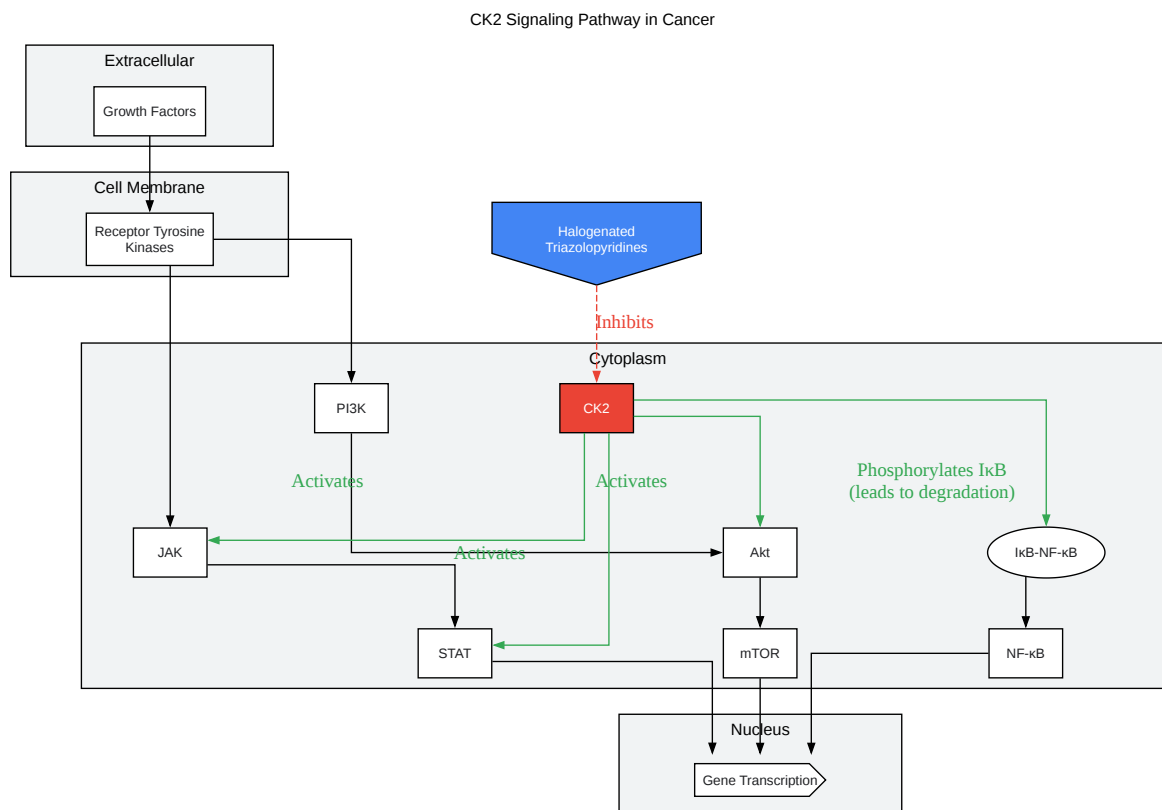 CK2 Signaling Pathway in Cancer
Extracellular
Growth Factors
Cell Membrane
Receptor Tyrosine
Kinases
Halogenated
Triazolopyridines
Inhibits
Cytoplasm
PI3K
CK2
Activates
Activates
Phosphorylates IκB
(leads to degradation)
JAK
Activates
Akt
IκB-NF-κB
STAT
mTOR
NF-κB
Nucleus
Gene Transcription